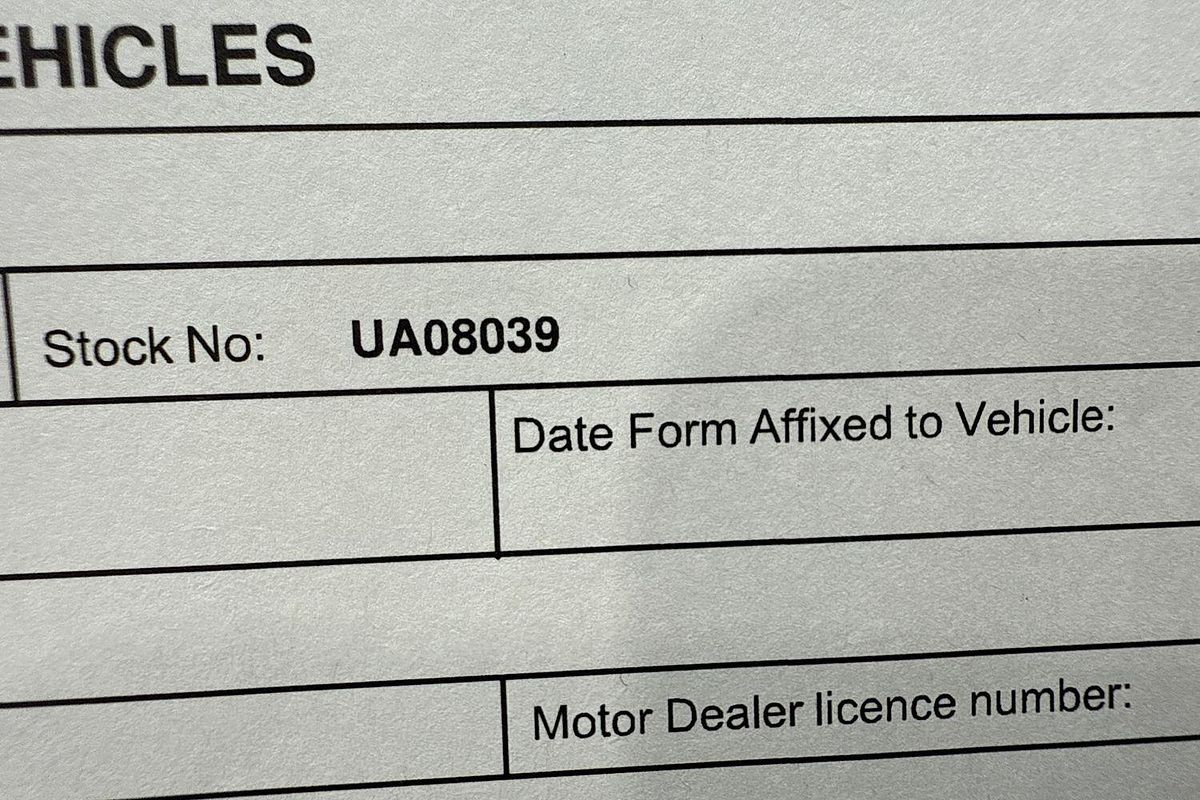 EHICLES
Stock No: UA08039
Date Form Affixed to Vehicle:
Motor Dealer licence number: